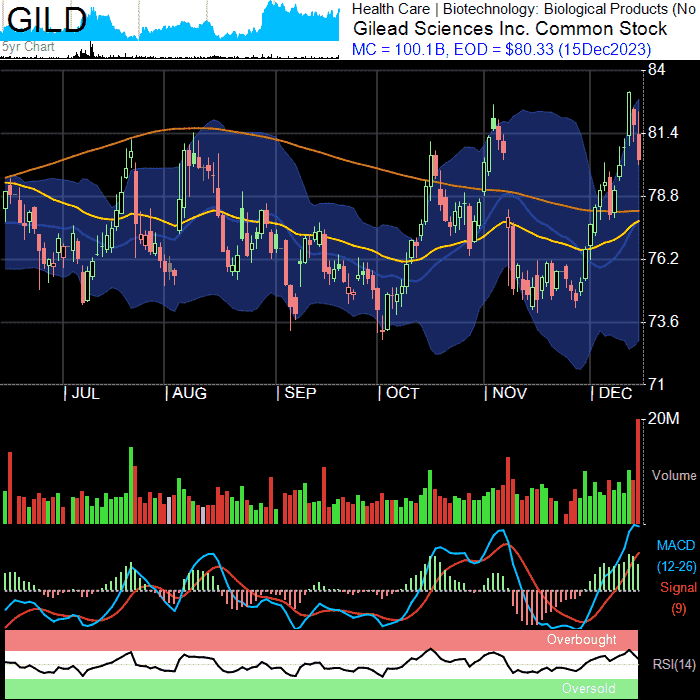 GILD
5yr Chart
Health Care | Biotechnology: Biological Products (No
Gilead Sciences Inc. Common Stock
MC = 100.1B, EOD = $80.33 (15Dec2023)
84
81.4
78.8
76.2
73.6
71
| JUL | AUG | SEP | OCT | NOV | DEC
20M
Volume
MACD
(12-26)
Signal
(9)
Overbought
RSI(14)
Oversold